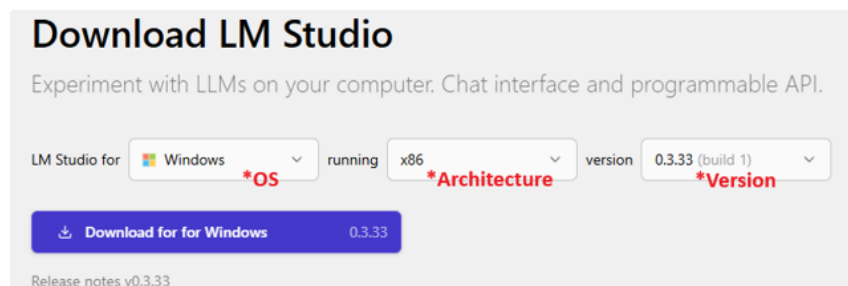 Download LM Studio
Experiment with LLMs on your computer. Chat interface and programmable API.
LM Studio for Windows running x86 version 0.3.33 (build 1)
*OS *Architecture *Version
Download for for Windows 0.3.33
Release notes v0.3.33